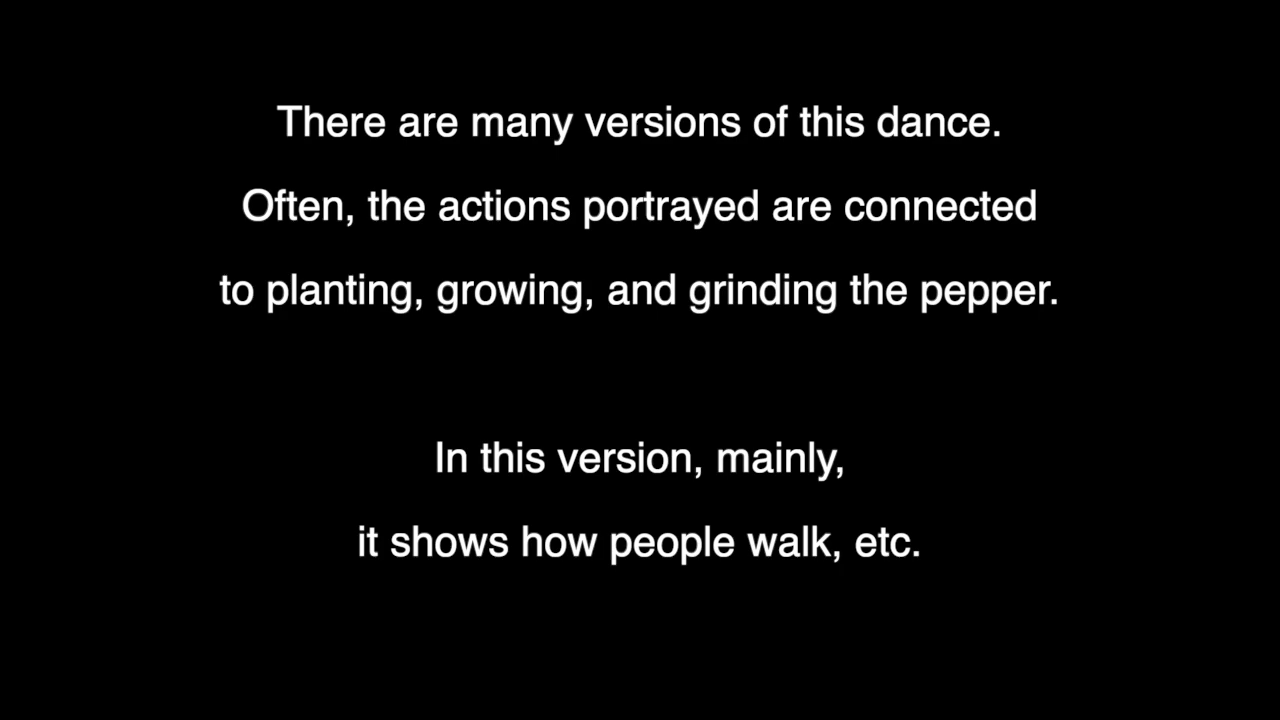 There are many versions of this dance.
Often, the actions portrayed are connected
to planting, growing, and grinding the pepper.
In this version, mainly,
it shows how people walk, etc.